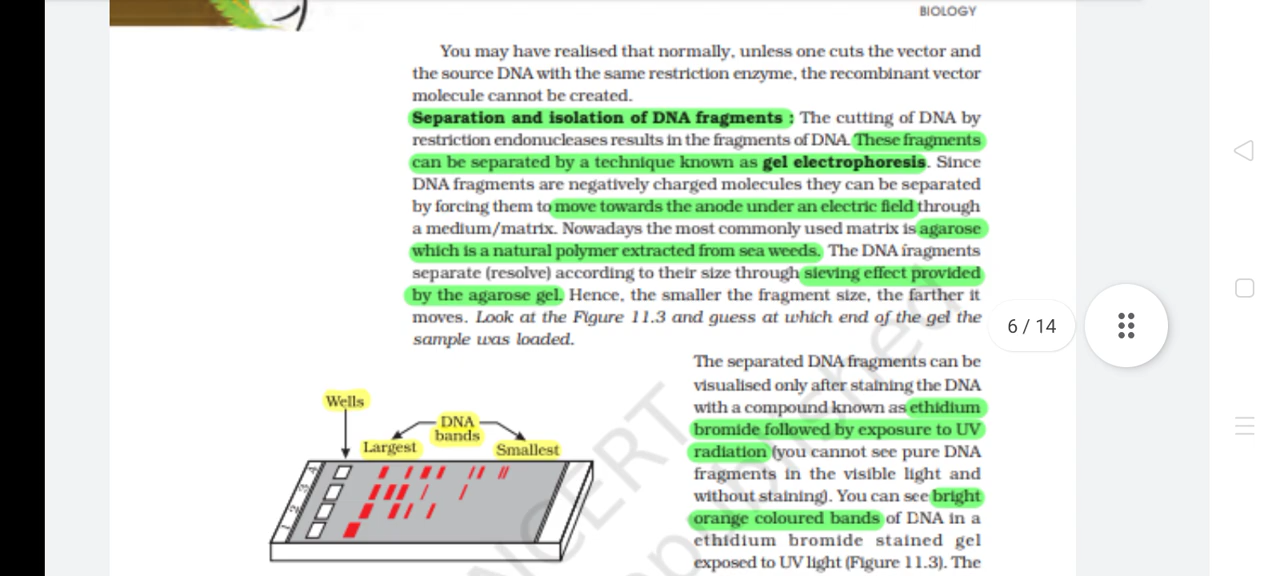 BIOLOGY
You may have realised that normally, unless one cuts the vector and
the source DNA with the same restriction enzyme, the recombinant vector
molecule cannot be created.
Separation and isolation of DNA fragments : The cutting of DNA by
restriction endonucleases results in the fragments of DNA. These fragments
can be separated by a technique known as gel electrophoresis. Since
DNA fragments are negatively charged molecules they can be separated
by forcing them to move towards the anode under an electric field through
a medium/matrix. Nowadays the most commonly used matrix is agarose
which is a natural polymer extracted from sea weeds. The DNA fragments
separate (resolve) according to their size through sieving effect provided
by the agarose gel. Hence, the smaller the fragment size, the farther it
moves. Look at the Figure 11.3 and guess at which end of the gel the
sample was loaded.
6 / 14
The separated DNA fragments can be
visualised only after staining the DNA
with a compound known as ethidium
bromide followed by exposure to UV
radiation (you cannot see pure DNA
fragments in the visible light and
without staining). You can see bright
orange coloured bands of DNA in a
ethidium bromide stained gel
exposed to UV light (Figure 11.3). The
Wells
DNA
bands
Largest
Smallest
4
3
2
1
NCERT
republished